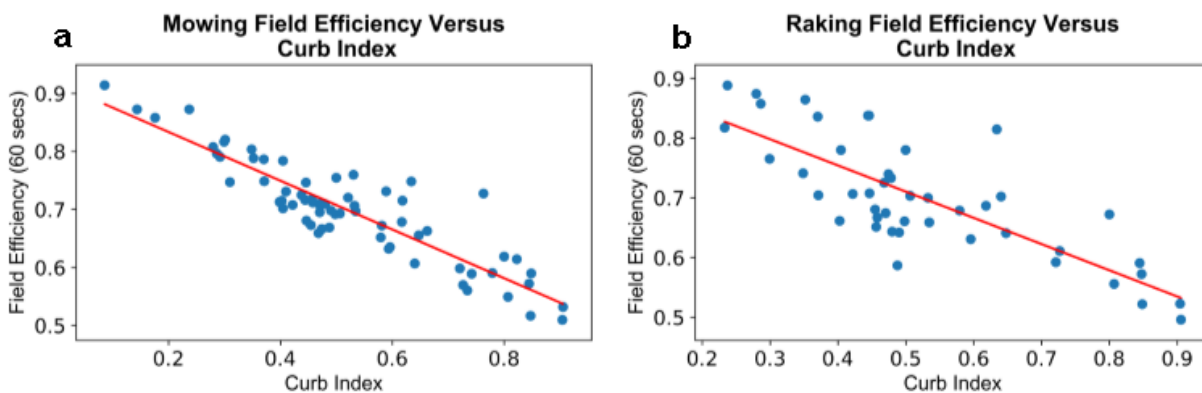 a
Mowing Field Efficiency Versus
Curb Index
Field Efficiency (60 secs)
0.9
0.8
0.7
0.6
0.5
0.2
0.4
0.6
0.8
Curb Index
b
Raking Field Efficiency Versus
Curb Index
Field Efficiency (60 secs)
0.9
0.8
0.7
0.6
0.5
0.2
0.3
0.4
0.5
0.6
0.7
0.8
0.9
Curb Index